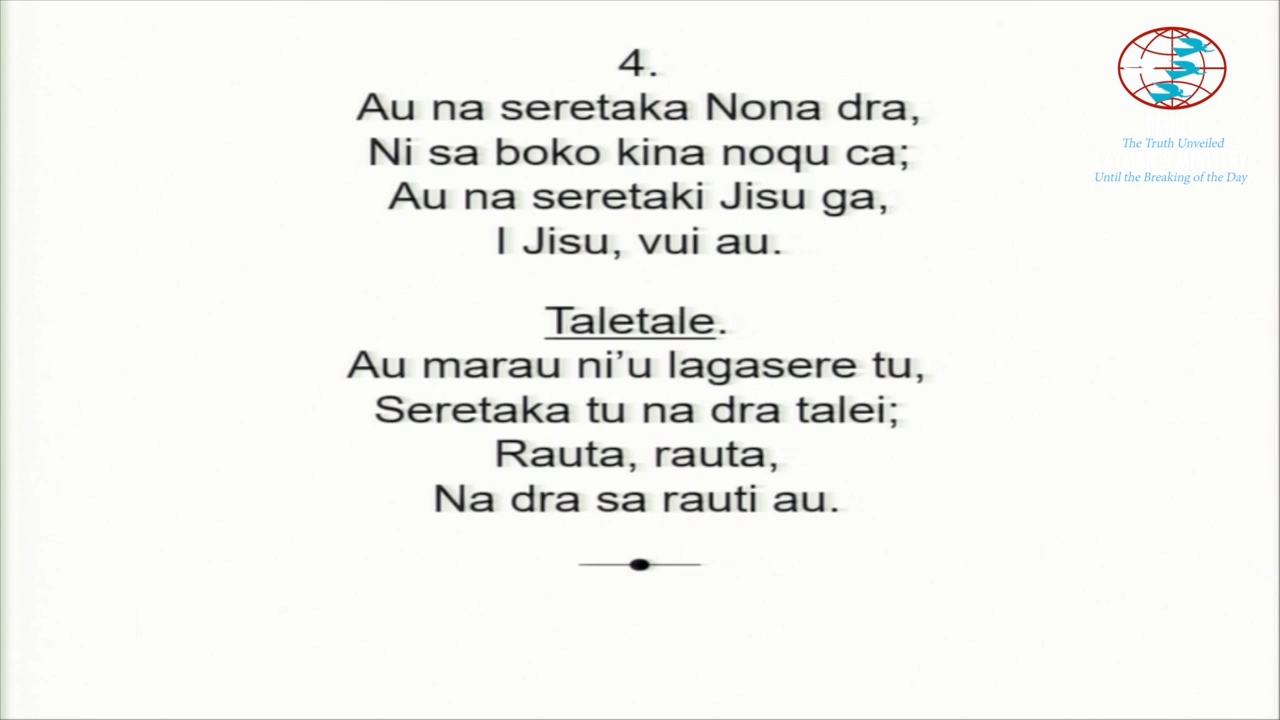 4.
Au na seretaka Nona dra,
Ni sa boko kina noqu ca;
Au na seretaki Jisu ga,
I Jisu, vui au.
Taletale.
Au marau ni’u lagasere tu,
Seretaka tu na dra talei;
Rauta, rauta,
Na dra sa rauti au.
The Truth Unveiled
Until the Breaking of the Day